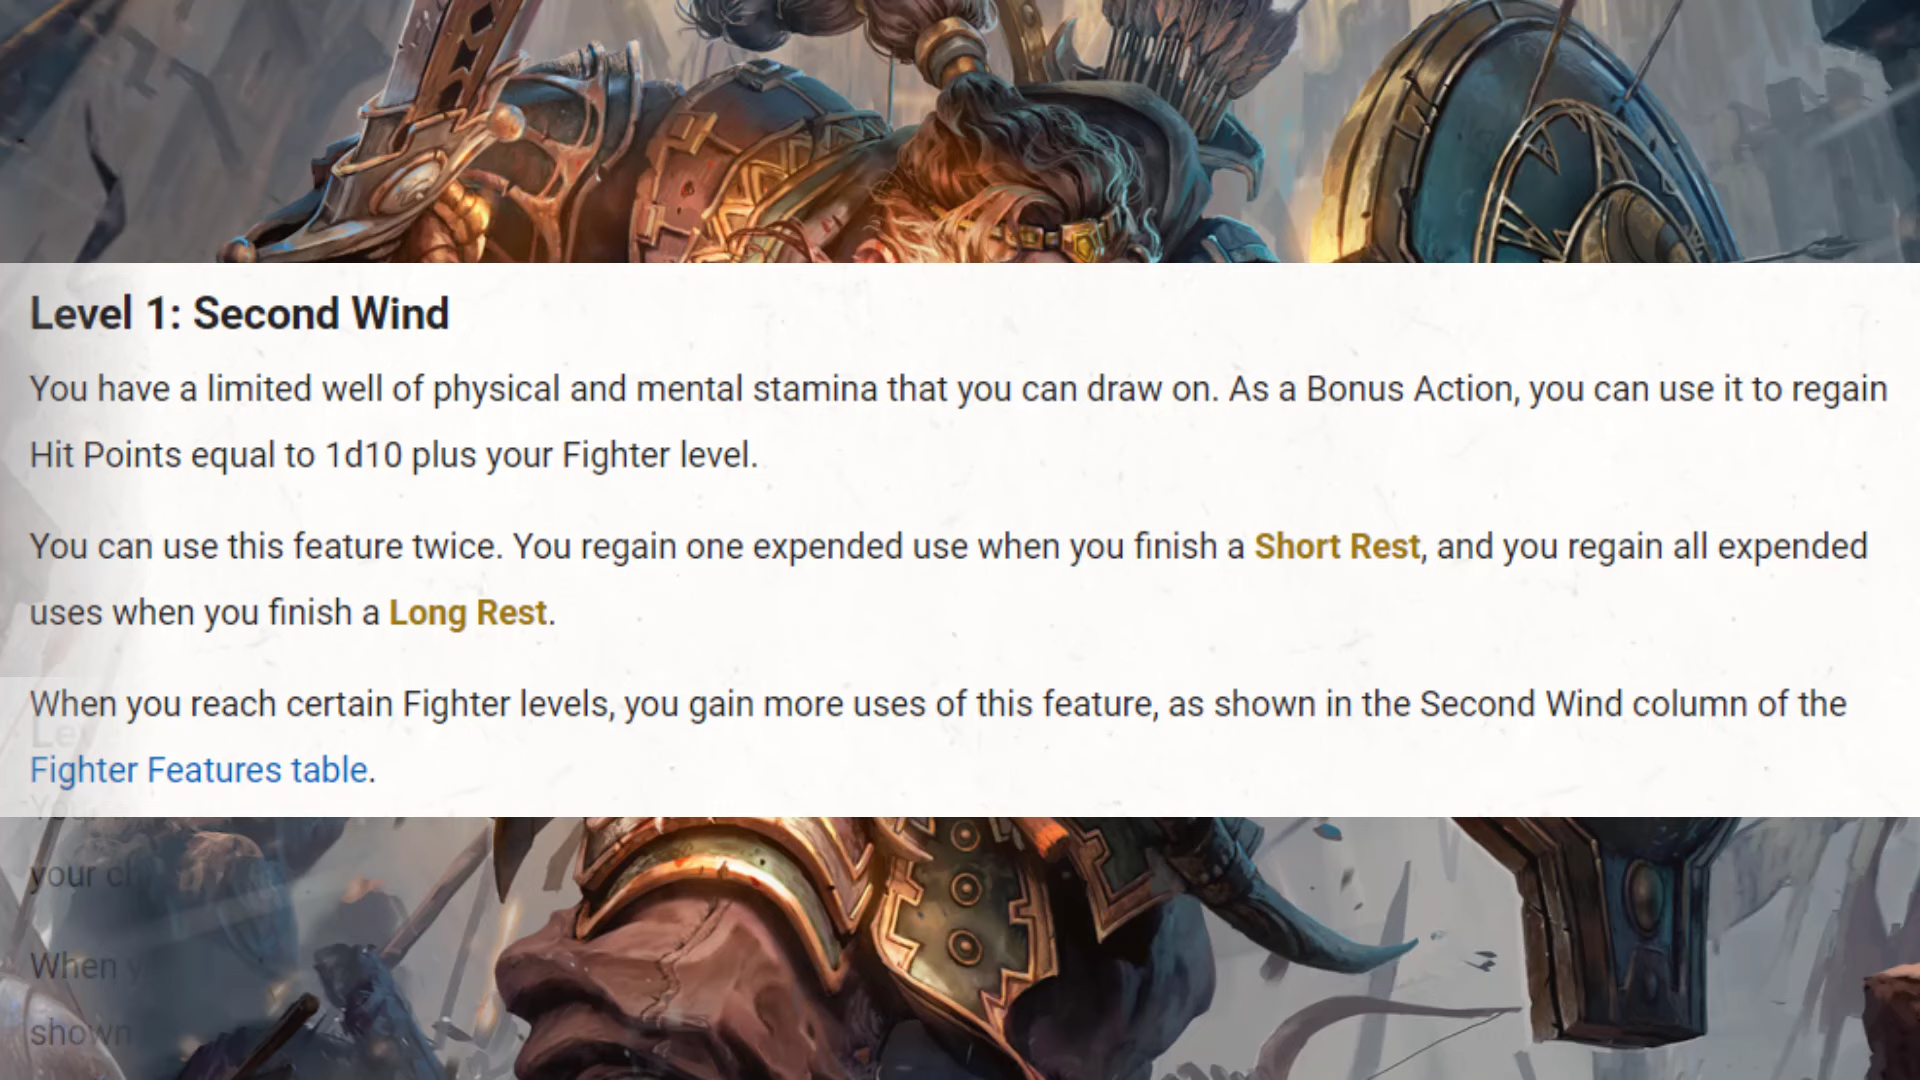 Level 1: Second Wind
You have a limited well of physical and mental stamina that you can draw on. As a Bonus Action, you can use it to regain
Hit Points equal to 1d10 plus your Fighter level.
You can use this feature twice. You regain one expended use when you finish a Short Rest, and you regain all expended
uses when you finish a Long Rest.
When you reach certain Fighter levels, you gain more uses of this feature, as shown in the Second Wind column of the
Fighter Features table.
your
When
shown